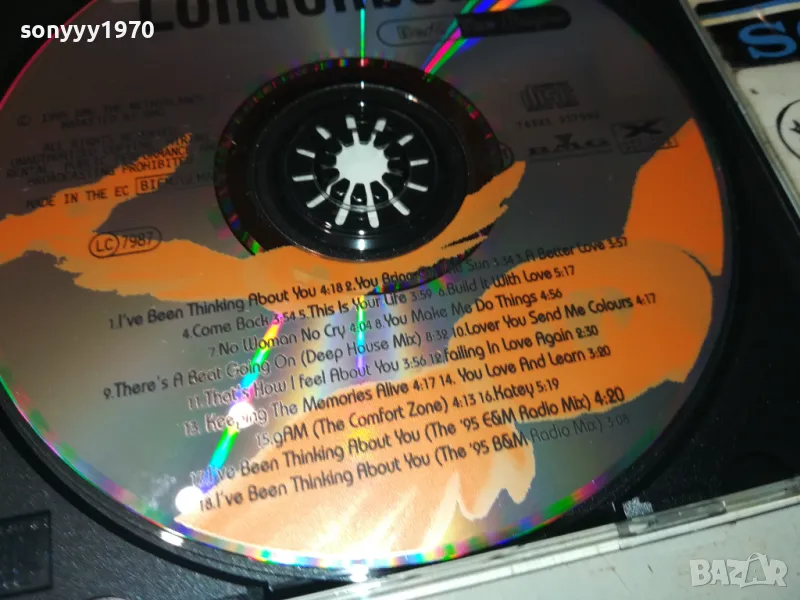 sonyyy1970
Londonbeat
MADE IN THE EC BIEM
LC 7987
BMG
1.I've Been Thinking About You 4:18 2.You Sun 3:34 3.A Better Love 3:57
4.Come Back 3:54 5.This Is Your Life 3:59 6.Build it With Love 5:17
7 No Woman No Cry 4:04 8.You Make Me Do Things 4:56
9.There's A Beat Going On (Deep House Mix) 8:32 10.Lover You Send Me Colours 4:17
11.That's How I feel About You 3:56 12.falling In Love Again 2:30
13. Keeping The Memories Alive 4:17 14. You Love And Learn 3:20
15.9AM (The Comfort Zone) 4:13 16.Katey 5:19
17.I've Been Thinking About You (The '95 E&M Radio Mix) 4:20
18.I've Been Thinking About You (The '95 B&M Radio Mix) 3:08
BAZAR